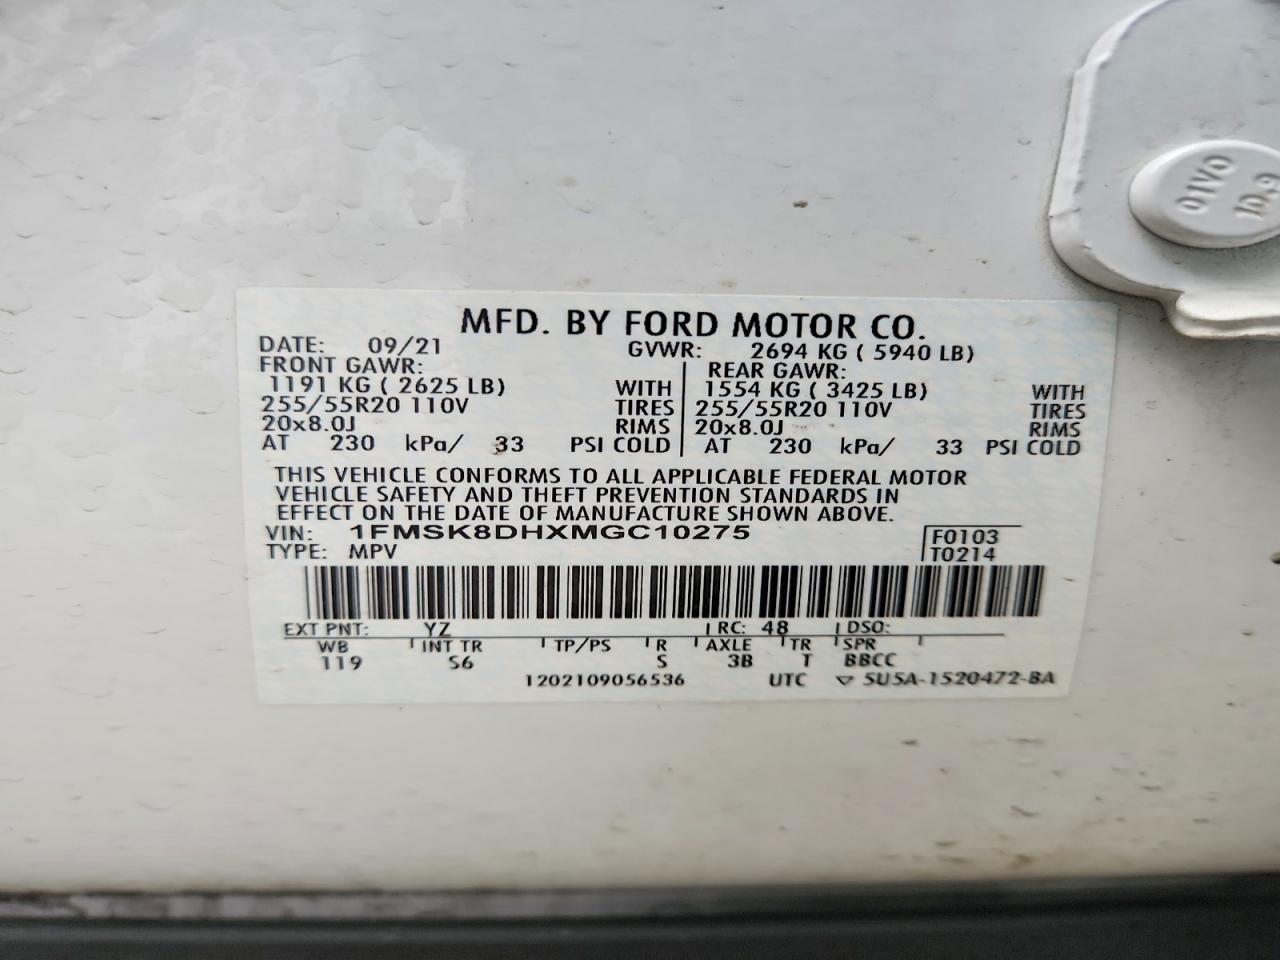 01VO
10.9
MFD. BY FORD MOTOR CO.
DATE: 09/21 GVWR: 2694 KG ( 5940 LB)
FRONT GAWR: REAR GAWR:
1191 KG ( 2625 LB) WITH 1554 KG ( 3425 LB) WITH
255/55R20 110V TIRES 255/55R20 110V TIRES
20x8.0J RIMS 20x8.0J RIMS
AT 230 kPa/ 33 PSI COLD AT 230 kPa/ 33 PSI COLD
THIS VEHICLE CONFORMS TO ALL APPLICABLE FEDERAL MOTOR
VEHICLE SAFETY AND THEFT PREVENTION STANDARDS IN
EFFECT ON THE DATE OF MANUFACTURE SHOWN ABOVE.
VIN: 1FMSK8DHXMGC10275 F0103
TYPE: MPV T0214
EXT PNT: YZ RC: 48 DSO:
WB INT TR TP/PS R AXLE TR SPR
119 S6 S 3B T BBCC
1202109056536 UTC ▽ 5U5A-1520472-BA